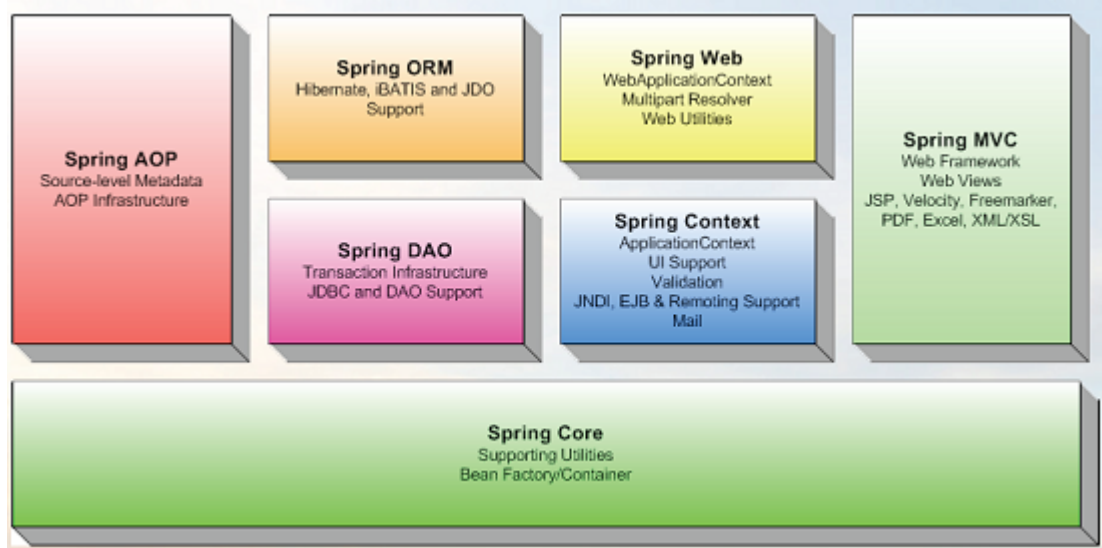 Spring AOP
Source-level Metadata
AOP Infrastructure
Spring ORM
Hibernate, iBATIS and JDO
Support
Spring Web
WebApplicationContext
Multipart Resolver
Web Utilities
Spring DAO
Transaction Infrastructure
JDBC and DAO Support
Spring Context
ApplicationContext
UI Support
Validation
JNDI, EJB & Remoting Support
Mail
Spring MVC
Web Framework
Web Views
JSP, Velocity, Freemarker,
PDF, Excel, XML/XSL
Spring Core
Supporting Utilities
Bean Factory/Container